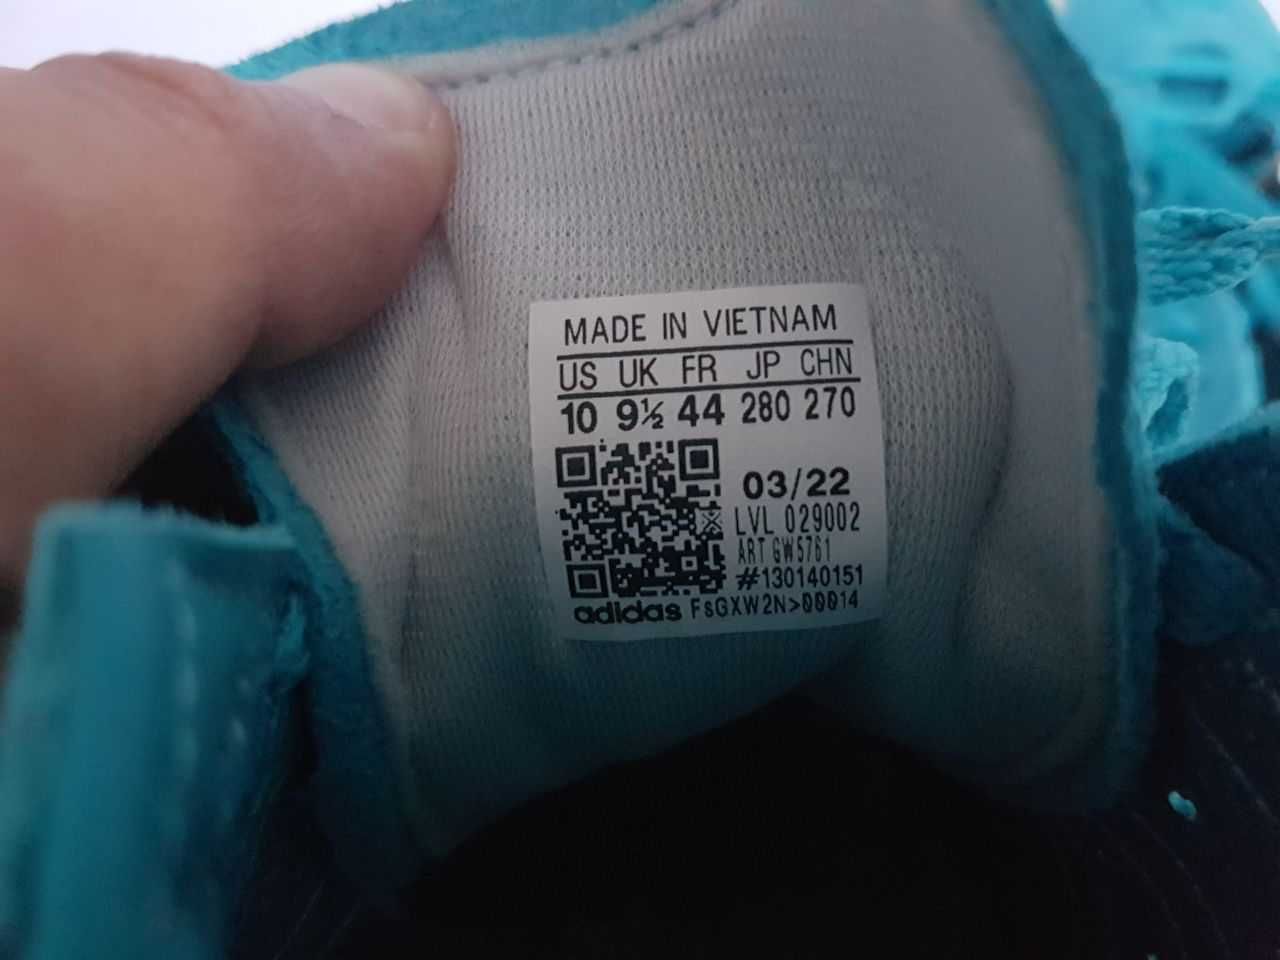 MADE IN VIETNAM
US UK FR JP CHN
10 9½ 44 280 270
03/22
LVL 029002
ART GW5761
#130140151
adidas FsGXW2N>00014